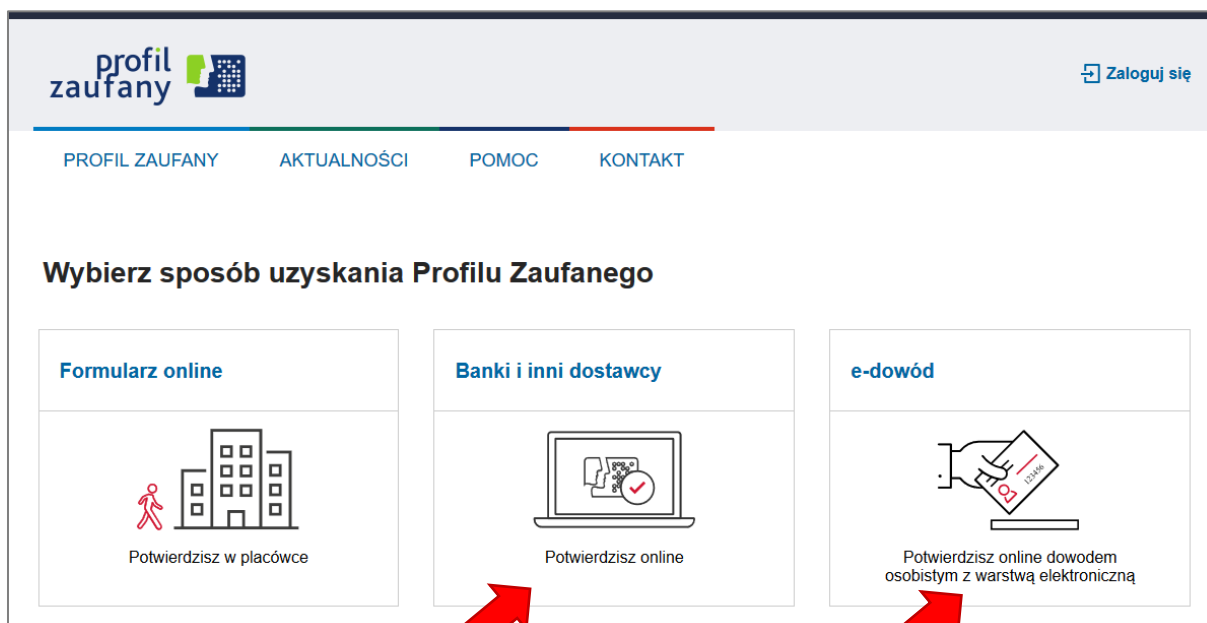 profil
zaufany
Zaloguj się
PROFIL ZAUFANY AKTUALNOŚCI POMOC KONTAKT
Wybierz sposób uzyskania Profilu Zaufanego
Formularz online
Potwierdzisz w placówce
Banki i inni dostawcy
Potwierdzisz online
e-dowód
123456
Potwierdzisz online dowodem
osobistym z warstwą elektroniczną